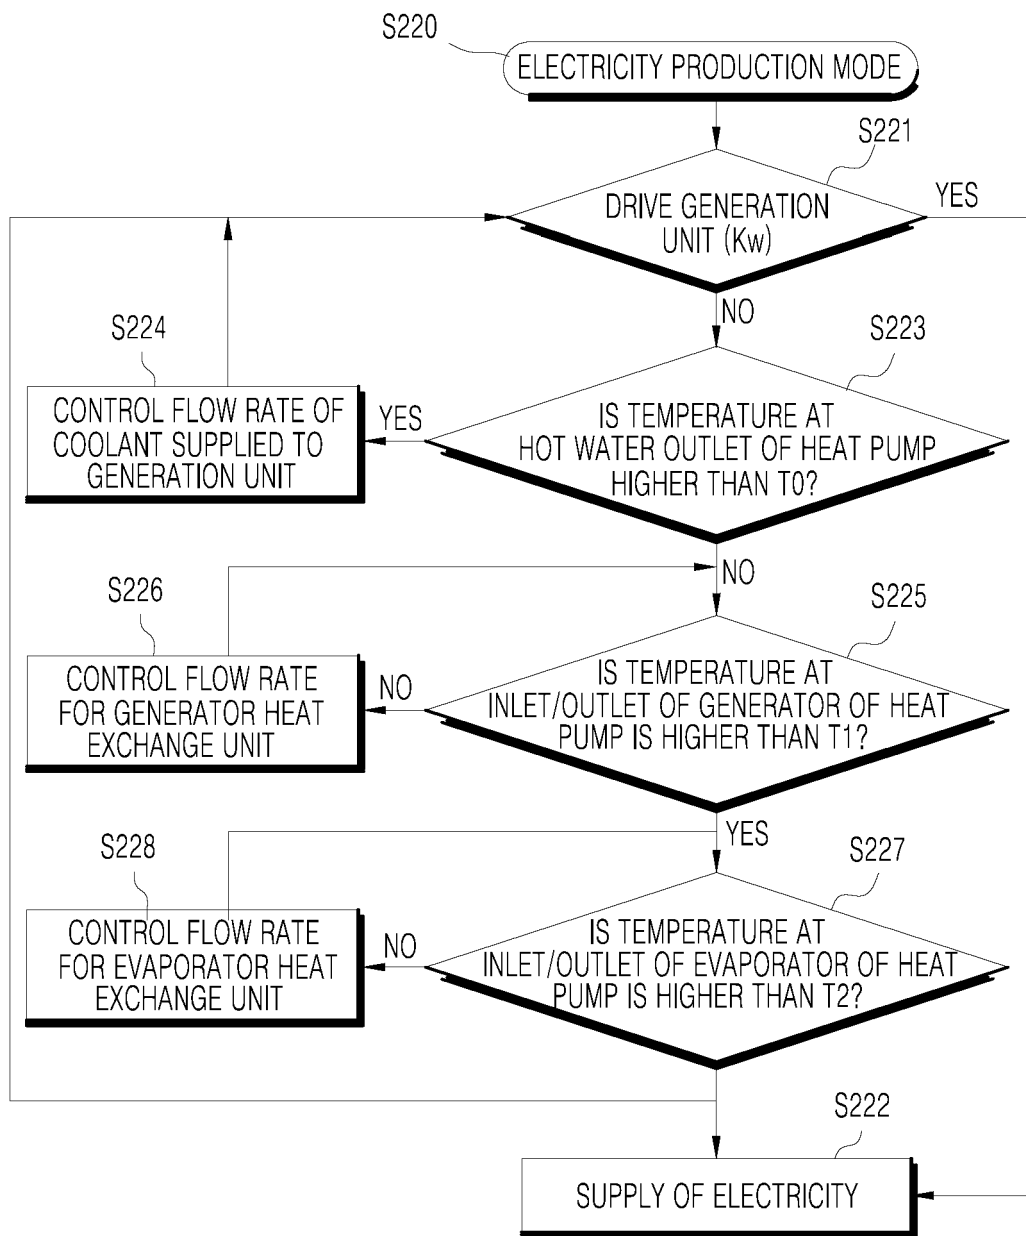 S220
ELECTRICITY PRODUCTION MODE
S221
DRIVE GENERATION
UNIT (Kw)
YES
NO
S223
IS TEMPERATURE AT
HOT WATER OUTLET OF HEAT PUMP
HIGHER THAN T0?
YES
S224
CONTROL FLOW RATE OF
COOLANT SUPPLIED TO
GENERATION UNIT
NO
S225
IS TEMPERATURE AT
INLET/OUTLET OF GENERATOR OF HEAT
PUMP IS HIGHER THAN T1?
NO
S226
CONTROL FLOW RATE
FOR GENERATOR HEAT
EXCHANGE UNIT
YES
S227
IS TEMPERATURE AT
INLET/OUTLET OF EVAPORATOR OF HEAT
PUMP IS HIGHER THAN T2?
NO
S228
CONTROL FLOW RATE
FOR EVAPORATOR HEAT
EXCHANGE UNIT
S222
SUPPLY OF ELECTRICITY